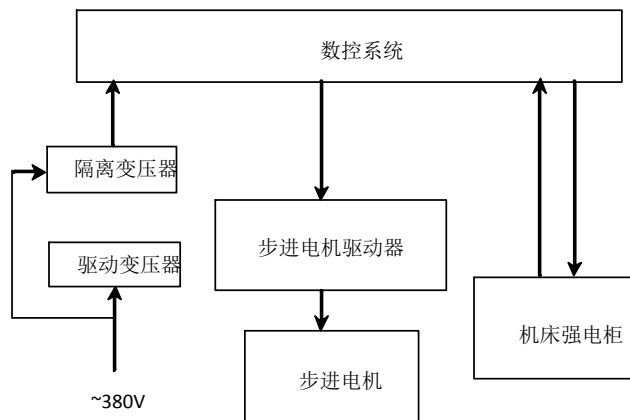 数控系统
隔离变压器
步进电机驱动器
驱动变压器
机床强电柜
步进电机
~380V